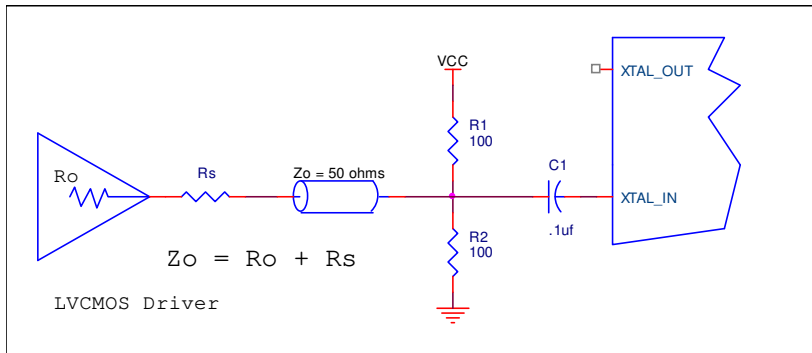 VCC
XTAL_OUT
R1
100
C1
Ro
Rs
Zo = 50 ohms
XTAL_IN
.1uf
R2
100
Zo = Ro + Rs
LVCMOS Driver